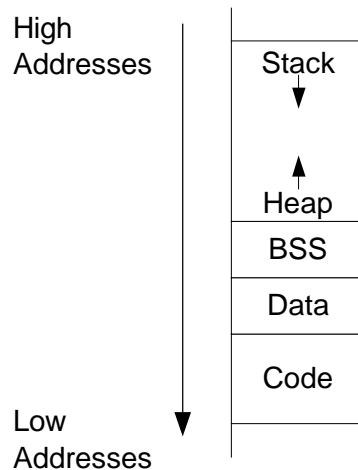 High
Addresses
Stack
Heap
BSS
Data
Code
Low
Addresses